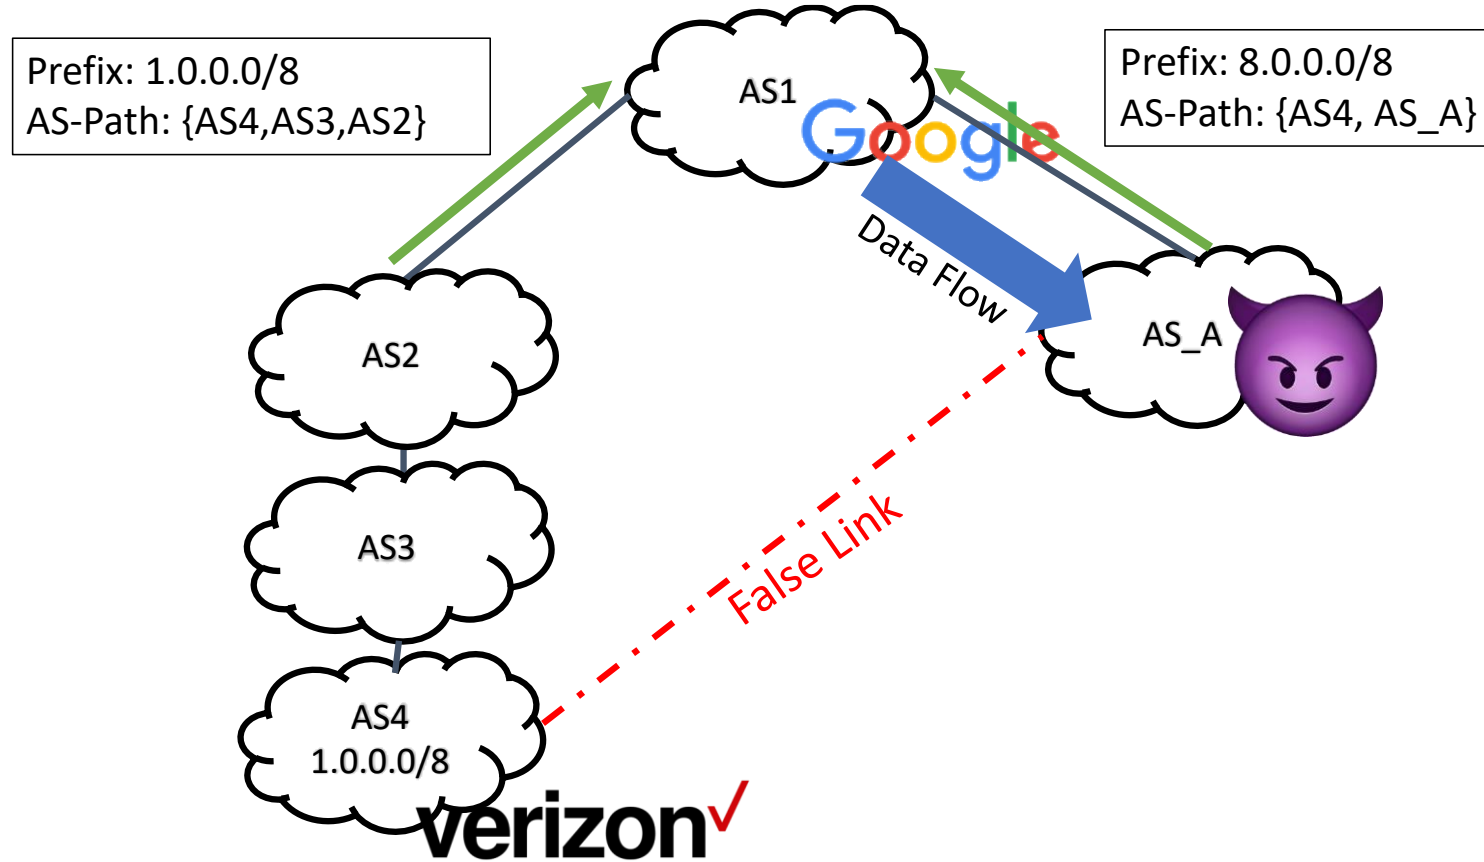 Prefix: 1.0.0.0/8
AS-Path: {AS4,AS3,AS2}
AS1
Google
Prefix: 8.0.0.0/8
AS-Path: {AS4, AS_A}
Data Flow
AS2
AS_A
AS3
False Link
AS4
1.0.0.0/8
verizon